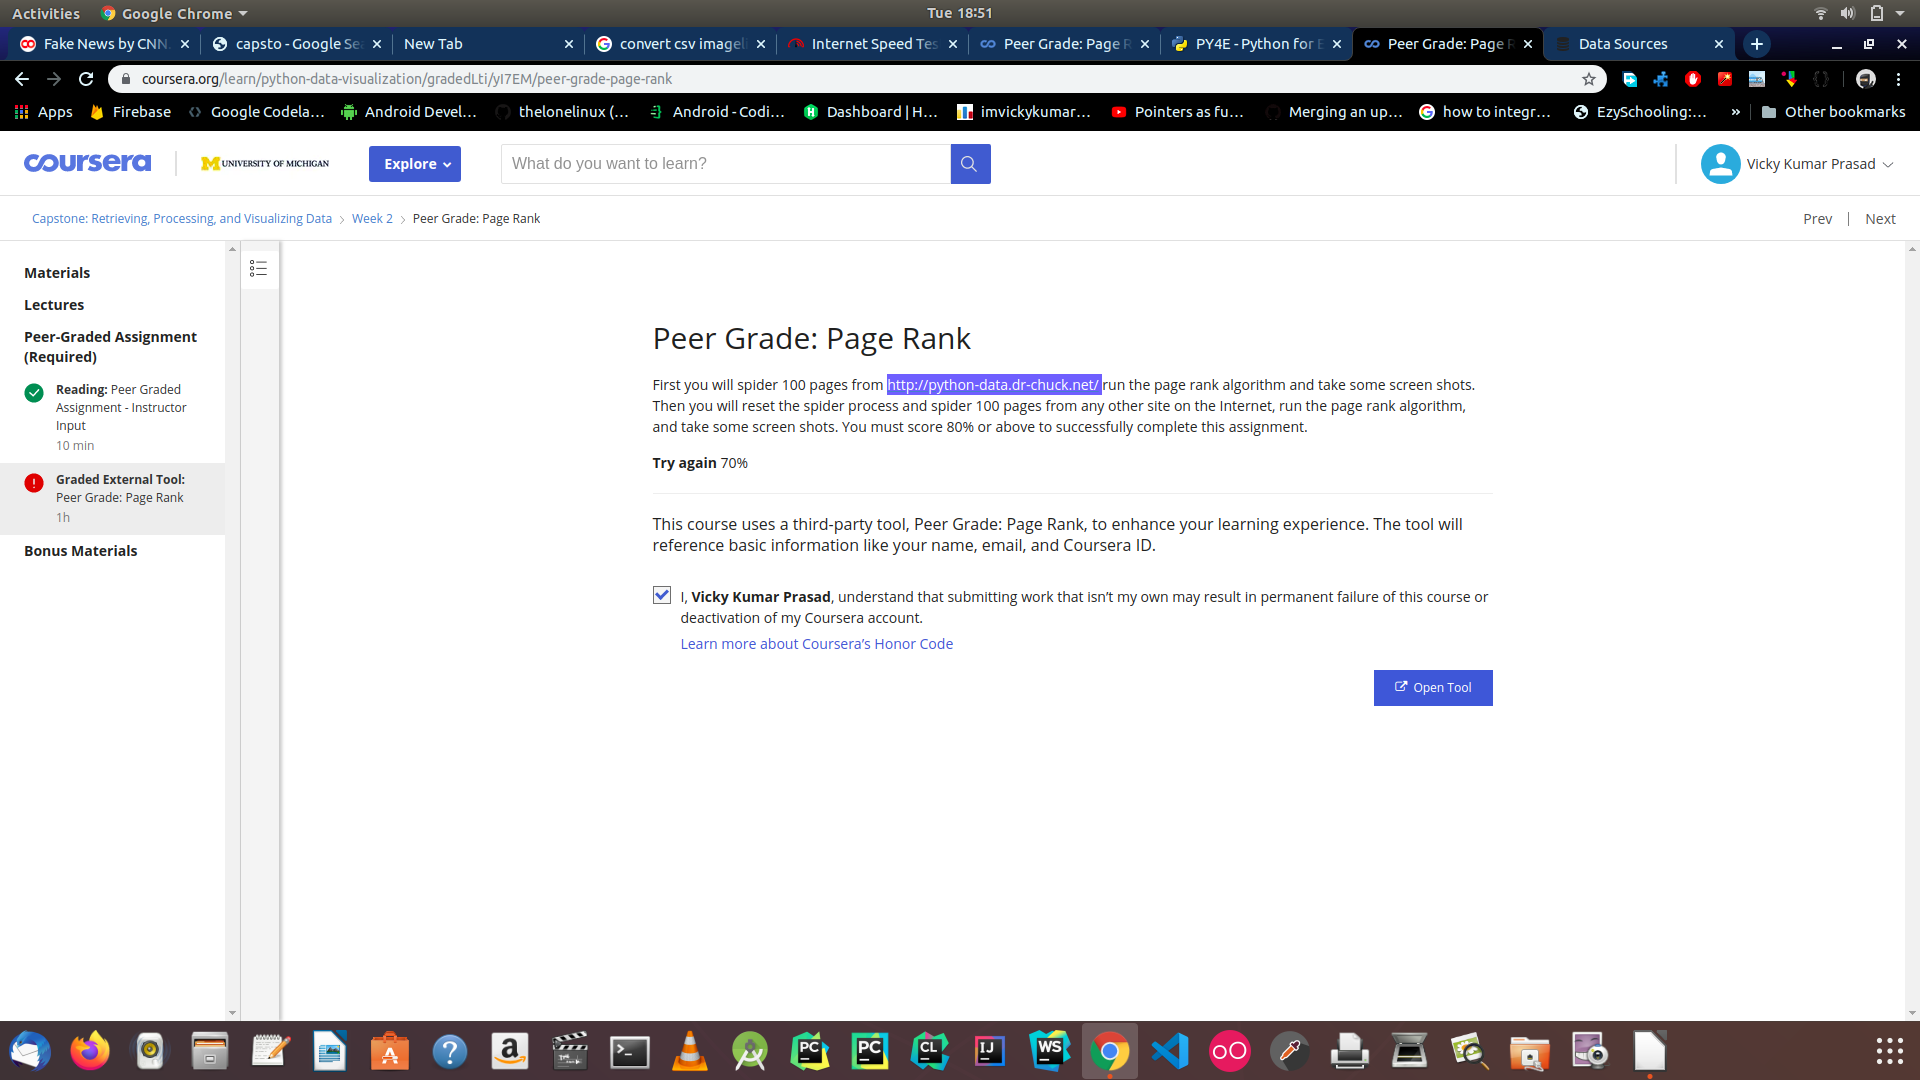 Activities Google Chrome Tue 18:51
Fake News by CNN. capsto - Google Se New Tab convert csv image Internet Speed Tes Peer Grade: Page R PY4E - Python for E Peer Grade: Page R Data Sources
coursera.org/learn/python-data-visualization/gradedLti/yI7EM/peer-grade-page-rank
Apps Firebase Google Codela... Android Devel... thelonelinux (... Android - Codi... Dashboard | H... imvickykumar... Pointers as fu... Merging an up... how to integr... EzySchooling:... » Other bookmarks
coursera M UNIVERSITY OF MICHIGAN Explore What do you want to learn? Vicky Kumar Prasad
Capstone: Retrieving, Processing, and Visualizing Data Week 2 Peer Grade: Page Rank Prev Next
Materials
Lectures
Peer-Graded Assignment
(Required)
Reading: Peer Graded
Assignment - Instructor
Input
10 min
Graded External Tool:
Peer Grade: Page Rank
1h
Bonus Materials
Peer Grade: Page Rank
First you will spider 100 pages from http://python-data.dr-chuck.net/ run the page rank algorithm and take some screen shots.
Then you will reset the spider process and spider 100 pages from any other site on the Internet, run the page rank algorithm,
and take some screen shots. You must score 80% or above to successfully complete this assignment.
Try again 70%
This course uses a third-party tool, Peer Grade: Page Rank, to enhance your learning experience. The tool will
reference basic information like your name, email, and Coursera ID.
I, Vicky Kumar Prasad, understand that submitting work that isn’t my own may result in permanent failure of this course or
deactivation of my Coursera account.
Learn more about Coursera’s Honor Code
Open Tool
PC PC CL IJ WS